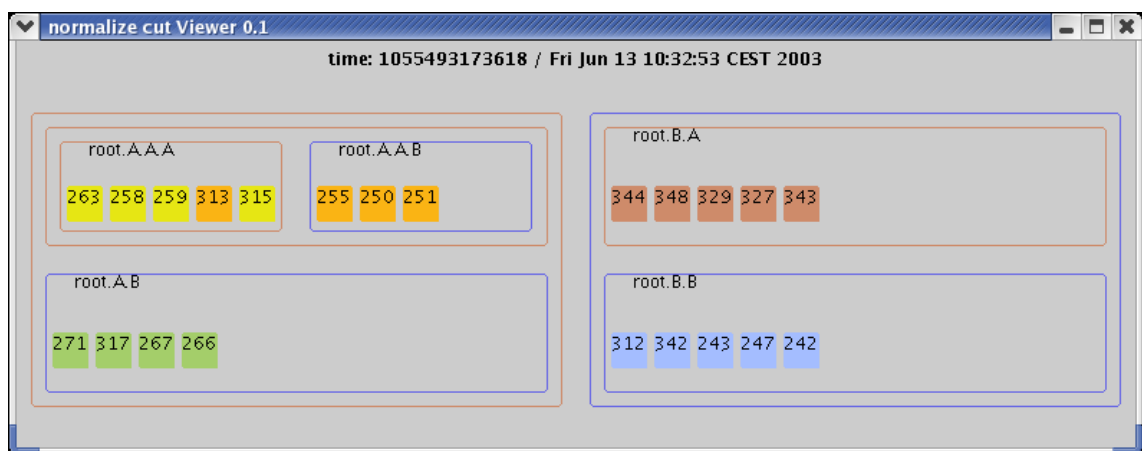 normalize cut Viewer 0.1
time: 1055493173618 / Fri Jun 13 10:32:53 CEST 2003
root.A.A.A
263 258 259 313 315
root.A.A.B
255 250 251
root.B.A
344 348 329 327 343
root.A.B
271 317 267 266
root.B.B
312 342 243 247 242